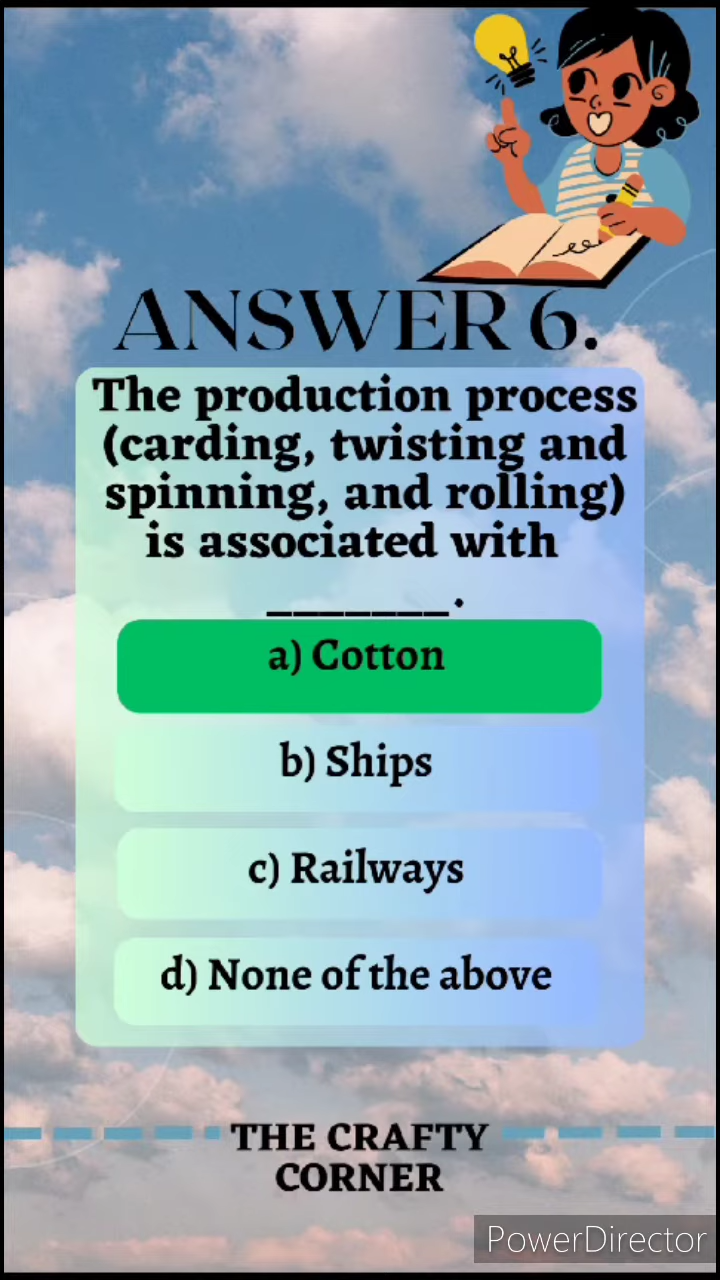 ANSWER 6.
The production process
(carding, twisting and
spinning, and rolling)
is associated with
_______.
a) Cotton
b) Ships
c) Railways
d) None of the above
THE CRAFTY
CORNER
PowerDirector